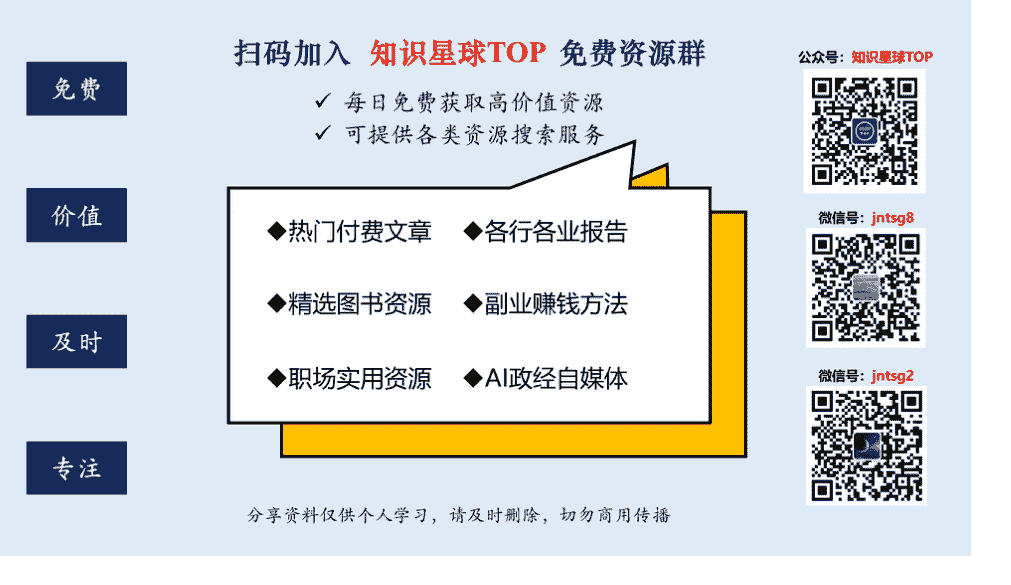 扫码加入 知识星球TOP 免费资源群
✓ 每日免费获取高价值资源
✓ 可提供各类资源搜索服务
免费
价值
及时
专注
◆热门付费文章 ◆各行各业报告
◆精选图书资源 ◆副业赚钱方法
◆职场实用资源 ◆AI政经自媒体
分享资料仅供个人学习，请及时删除，切勿商用传播
公众号：知识星球TOP
微信号：jntsg8
微信号：jntsg2